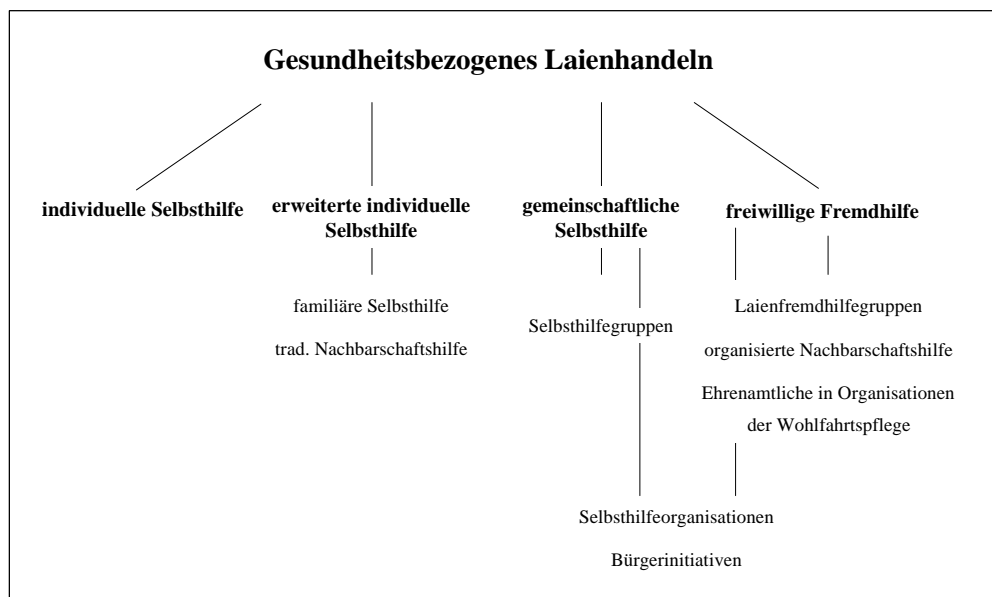 Gesundheitsbezogenes Laienhandeln
individuelle Selbsthilfe
erweiterte individuelle
Selbsthilfe
familiäre Selbsthilfe
trad. Nachbarschaftshilfe
gemeinschaftliche
Selbsthilfe
Selbsthilfegruppen
freiwillige Fremdhilfe
Laienfremdhilfegruppen
organisierte Nachbarschaftshilfe
Ehrenamtliche in Organisationen
der Wohlfahrtspflege
Selbsthilfeorganisationen
Bürgerinitiativen